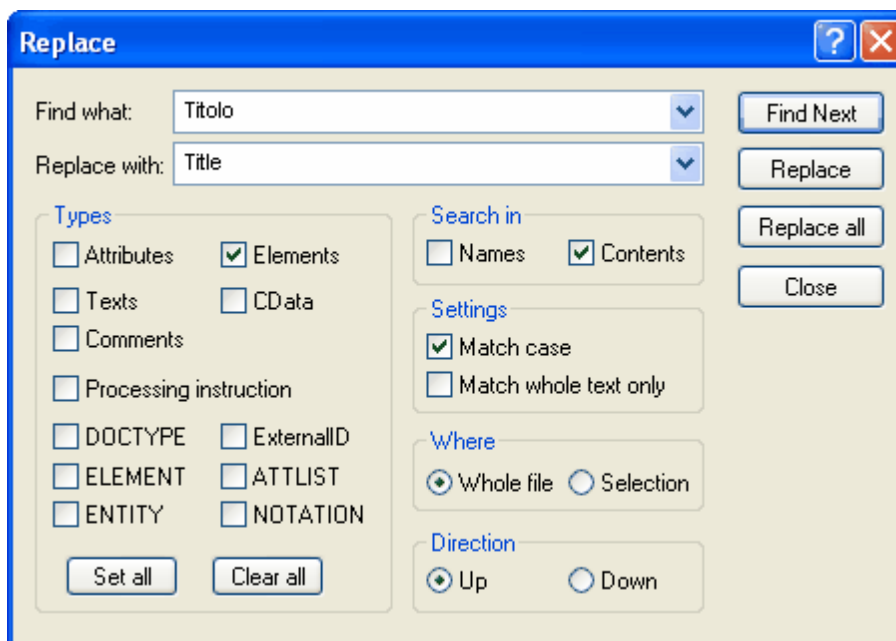 Replace
Find what: Titolo
Replace with: Title
Find Next
Replace
Replace all
Close
Types
Attributes Elements
Texts CData
Comments
Processing instruction
DOCTYPE ExternalID
ELEMENT ATTLIST
ENTITY NOTATION
Set all Clear all
Search in
Names Contents
Settings
Match case
Match whole text only
Where
Whole file Selection
Direction
Up Down